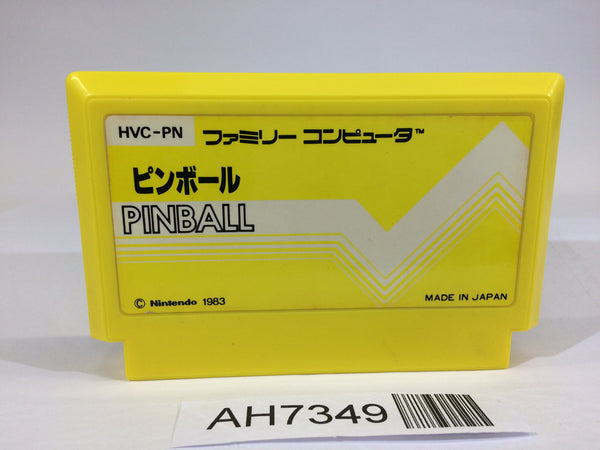 HVC-PN ファミリー コンピュータ™
ピンボール
PINBALL
© Nintendo 1983
MADE IN JAPAN
AH7349